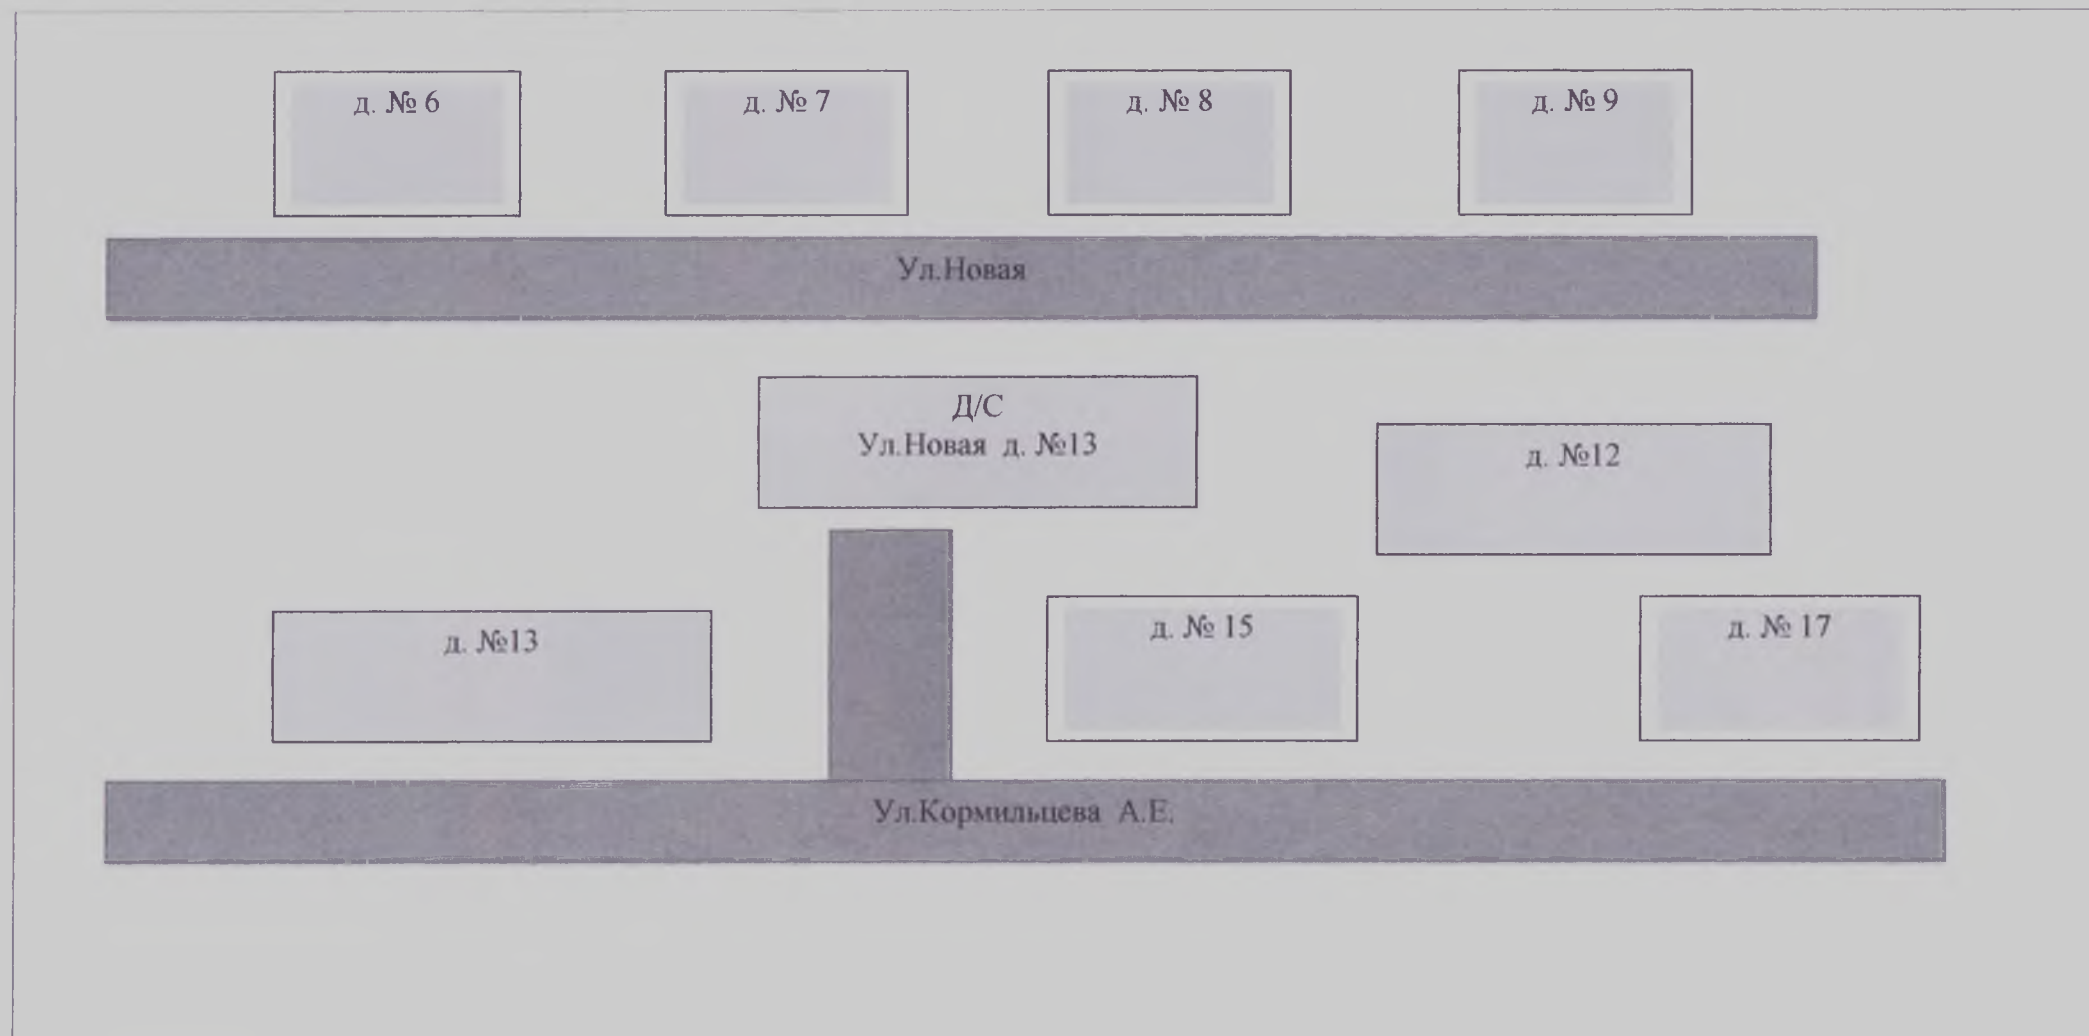 д. № 6
д. № 7
д. № 8
д. № 9
Ул.Новая
Д/С
Ул.Новая д. №13
д. №12
д. №13
д. № 15
д. № 17
Ул.Кормильцева А.Е.